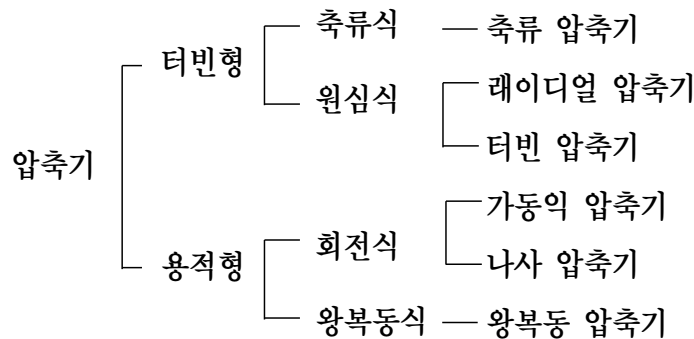 축류식 축류 압축기
터빈형
원심식 래이디얼 압축기
터빈 압축기
압축기
가동익 압축기
회전식
용적형 나사 압축기
왕복동식 왕복동 압축기